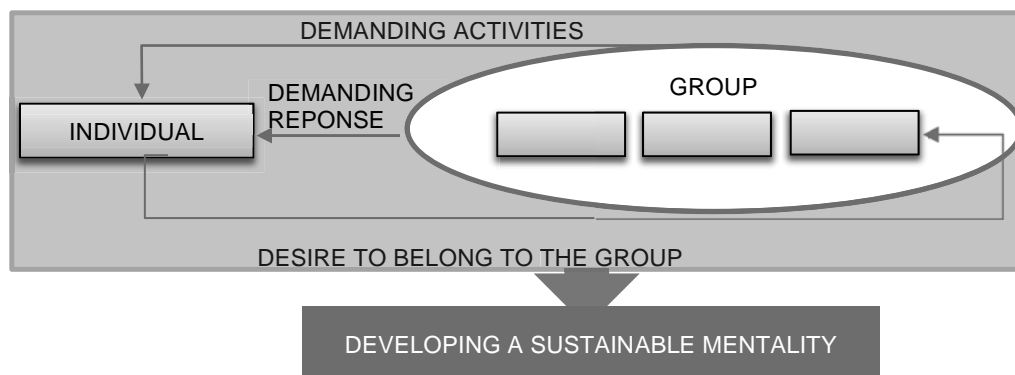 DEMANDING ACTIVITIES
GROUP
DEMANDING
REPONSE
INDIVIDUAL
DESIRE TO BELONG TO THE GROUP
DEVELOPING A SUSTAINABLE MENTALITY